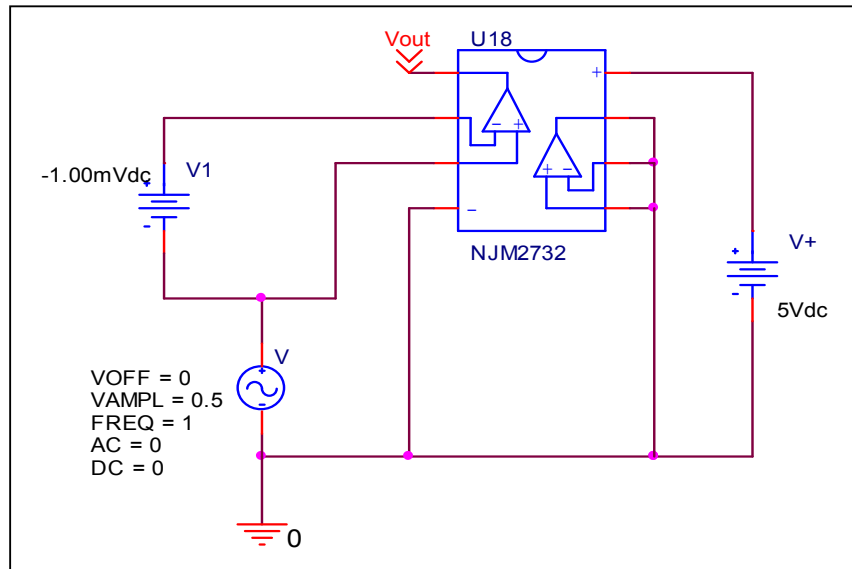 Vout
U18
+
-1.00mVdc
+
V1
-
- +
+ -
-
NJM2732
V+
+
-
5Vdc
VOFF = 0
VAMPL = 0.5
FREQ = 1
AC = 0
DC = 0
V
+
-
0